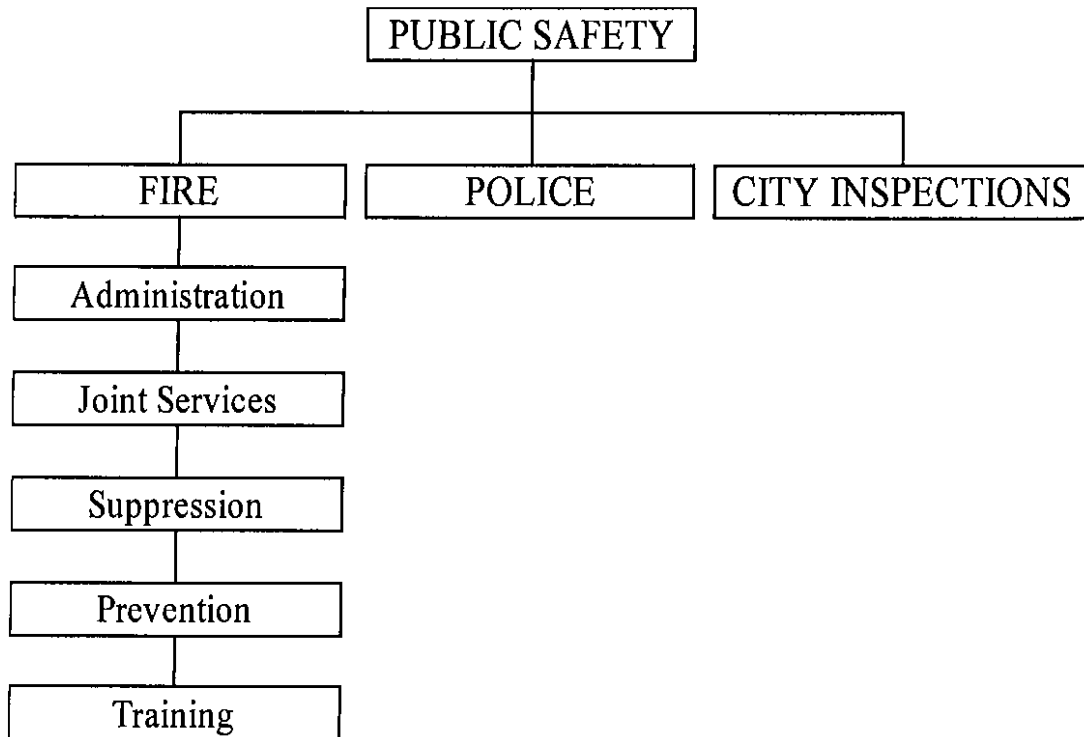 PUBLIC SAFETY
FIRE
POLICE
CITY INSPECTIONS
Administration
Joint Services
Suppression
Prevention
Training